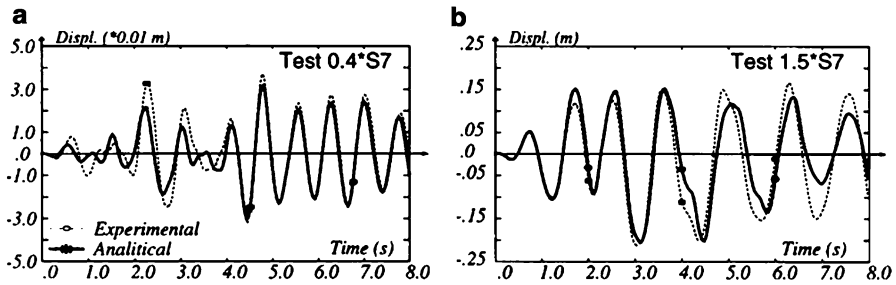 a
Displ. (*0.01 m)
5.0
Test 0.4*S7
3.0
1.0
.0
-1.0
-3.0
Experimental
Analitical
Time (s)
-5.0
.0 1.0 2.0 3.0 4.0 5.0 6.0 7.0 8.0
b
Displ. (m)
.25
Test 1.5*S7
.15
.05
.0
-.05
-.15
Time (s)
-.25
.0 1.0 2.0 3.0 4.0 5.0 6.0 7.0 8.0